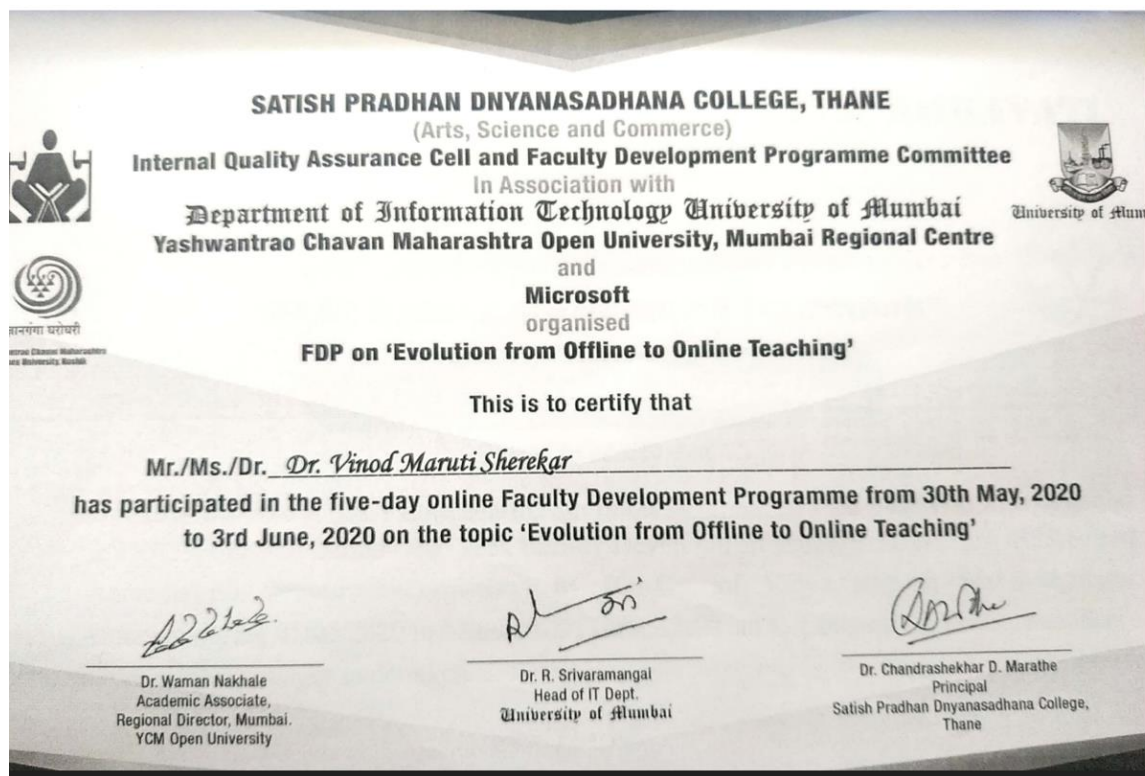 SATISH PRADHAN DNYANASADHANA COLLEGE, THANE
(Arts, Science and Commerce)
Internal Quality Assurance Cell and Faculty Development Programme Committee
In Association with
Department of Information Technology University of Mumbai
Yashwantrao Chavan Maharashtra Open University, Mumbai Regional Centre
and
Microsoft
organised
FDP on ‘Evolution from Offline to Online Teaching’
University of Mum
घरोघरी
This is to certify that
Mr./Ms./Dr. Dr. Vinod Maruti Sherekar
has participated in the five-day online Faculty Development Programme from 30th May, 2020
to 3rd June, 2020 on the topic ‘Evolution from Offline to Online Teaching’
Dr. Waman Nakhale
Academic Associate,
Regional Director, Mumbai.
YCM Open University
Dr. R. Srivaramangal
Head of IT Dept.
University of Mumbai
Dr. Chandrashekhar D. Marathe
Principal
Satish Pradhan Dnyanasadhana College,
Thane